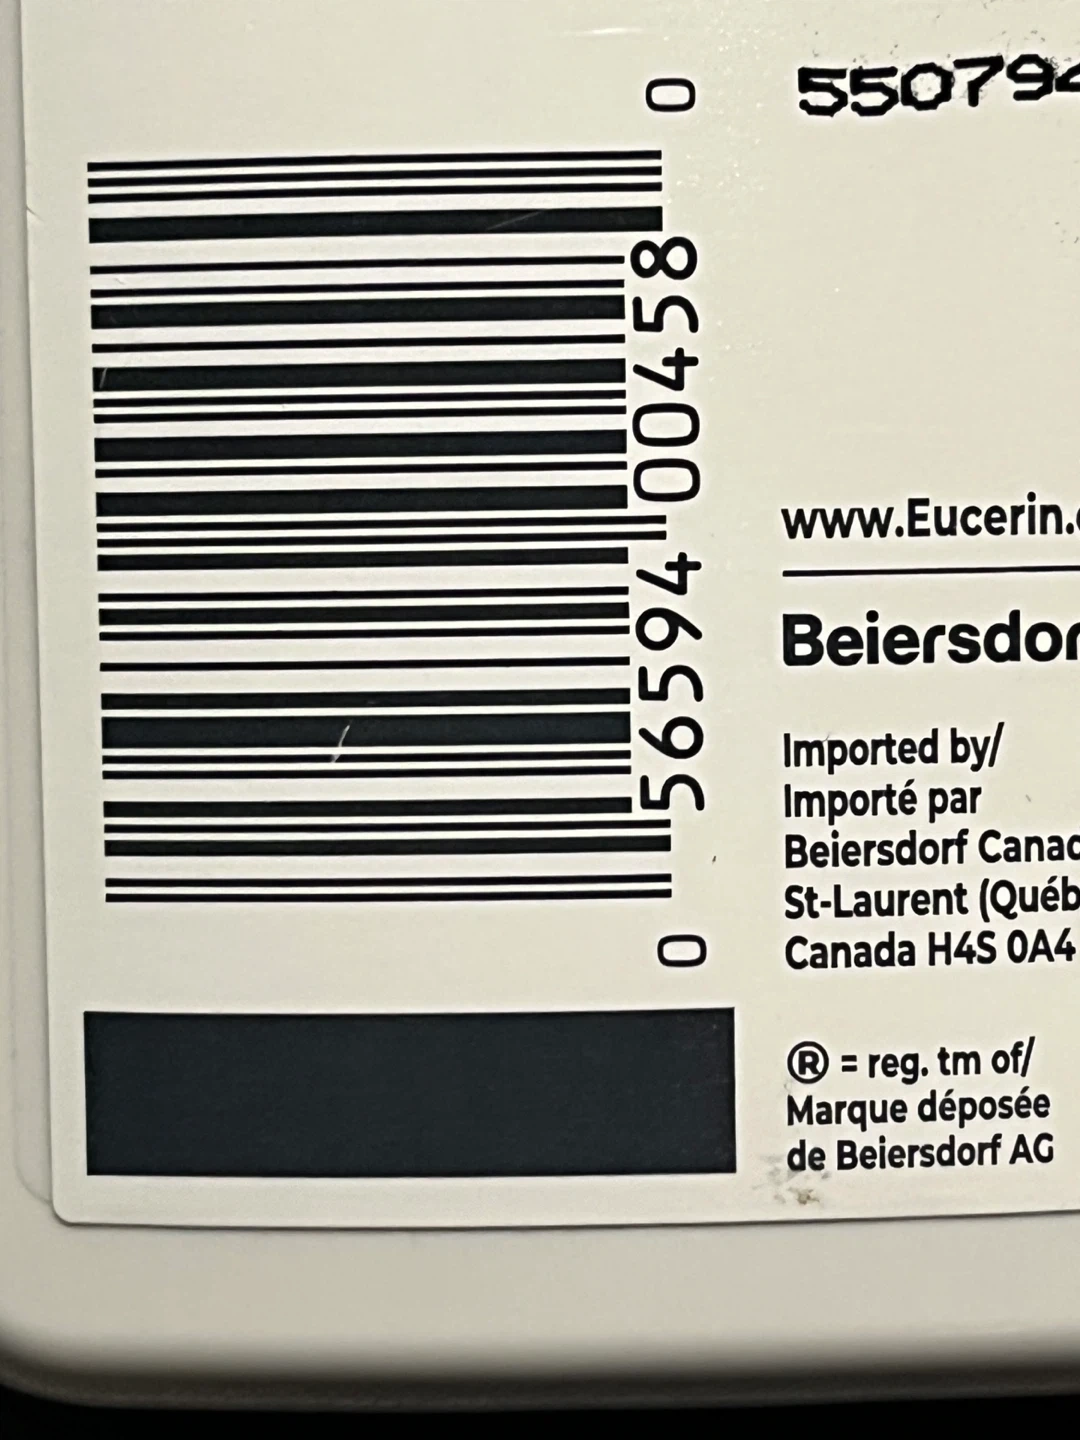 0 56594 00458 0
550794
www.Eucerin.
Beiersdor
Imported by/
Importé par
Beiersdorf Canad
St-Laurent (Québ
Canada H4S 0A4
® = reg. tm of/
Marque déposée
de Beiersdorf AG